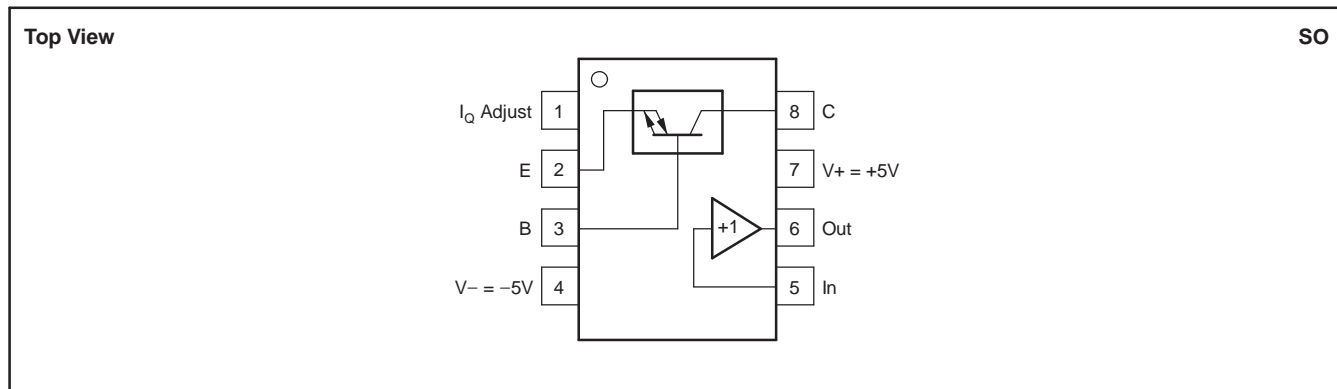 Top View
SO
I_Q Adjust 1
8 C
E 2
7 V+ = +5V
B 3
+1
6 Out
V− = −5V 4
5 In